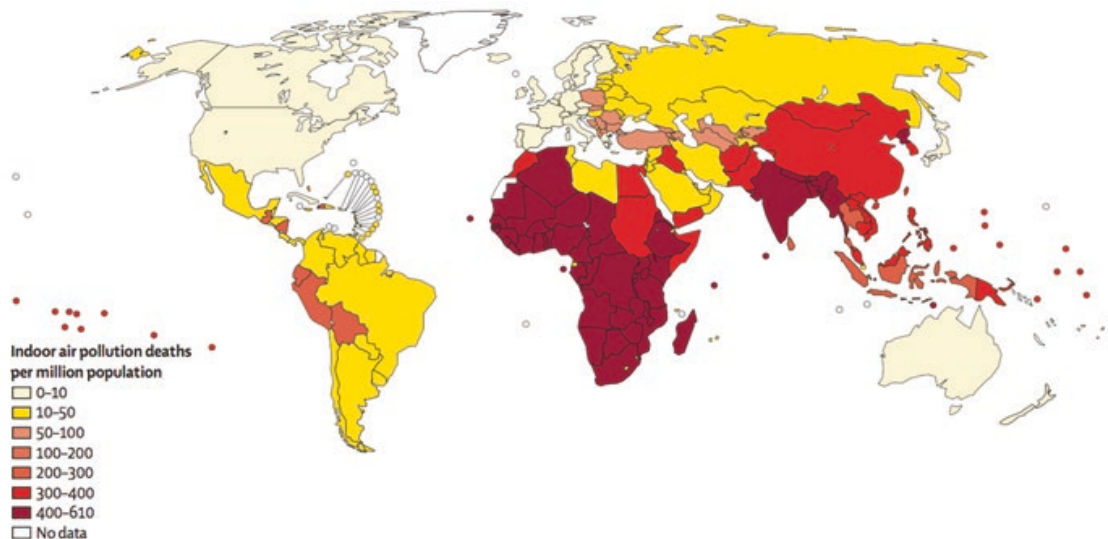 Indoor air pollution deaths
per million population
0–10
10–50
50–100
100–200
200–300
300–400
400–610
No data